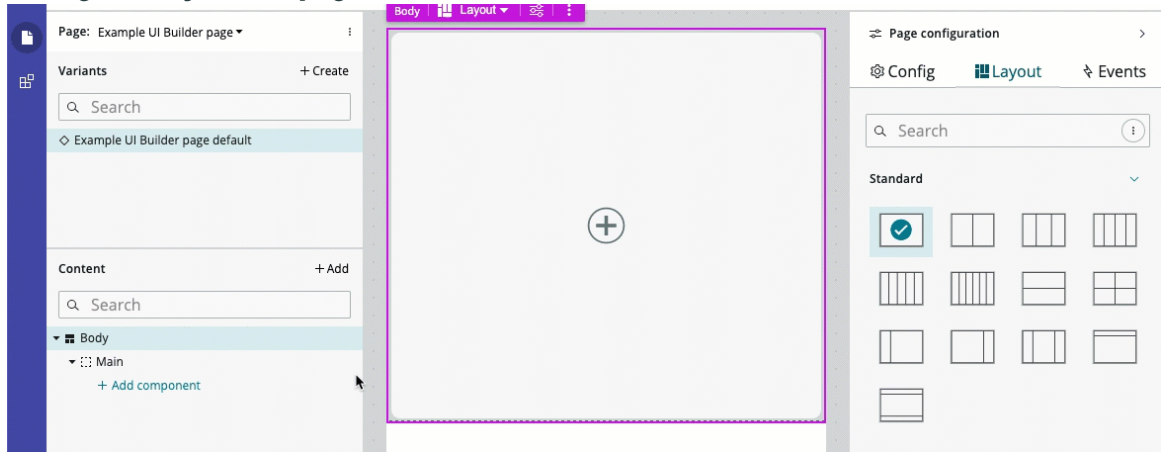 Page: Example UI Builder page
Variants
+ Create
Search
Example UI Builder page default
Content
+ Add
Search
Body
Main
+ Add component
Body Layout
Page configuration
Config Layout Events
Search
Standard